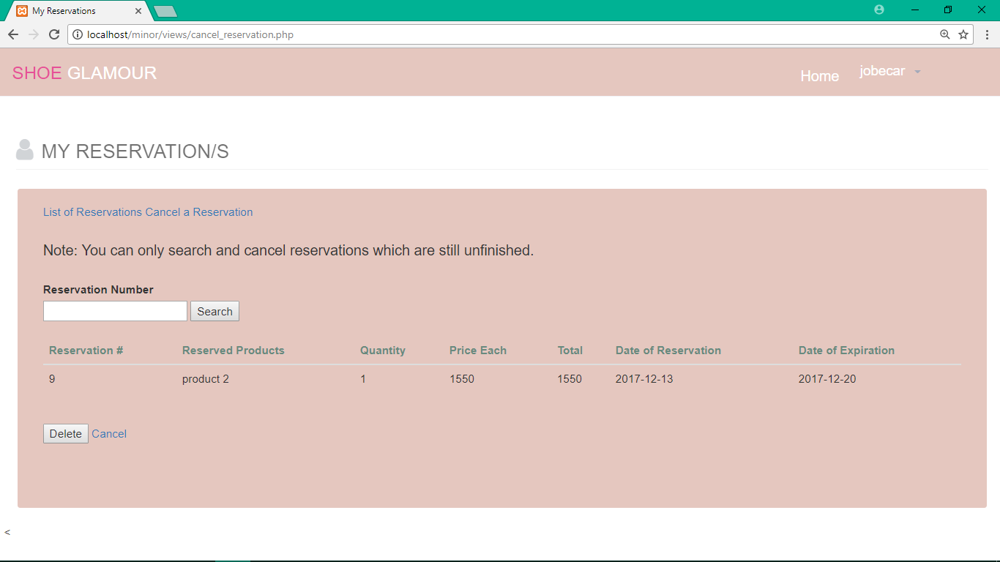 My Reservations
localhost/minor/views/cancel_reservation.php
SHOE GLAMOUR
Home
jobecar
MY RESERVATION/S
List of Reservations Cancel a Reservation
Note: You can only search and cancel reservations which are still unfinished.
Reservation Number
Search
Reservation # Reserved Products Quantity Price Each Total Date of Reservation Date of Expiration
9 product 2 1 1550 1550 2017-12-13 2017-12-20
Delete Cancel
<